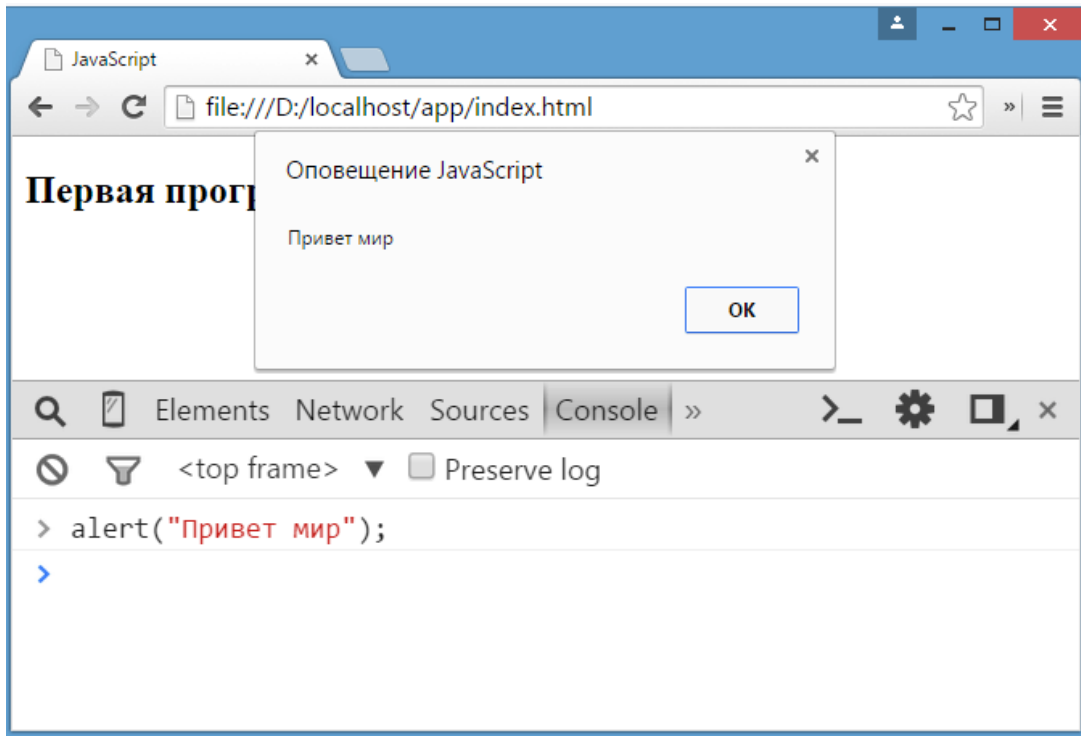 JavaScript
file:///D:/localhost/app/index.html
Оповещение JavaScript
Первая
Привет мир
OK
Elements Network Sources Console »
<top frame> ▼ Preserve log
> alert("Привет мир");
>